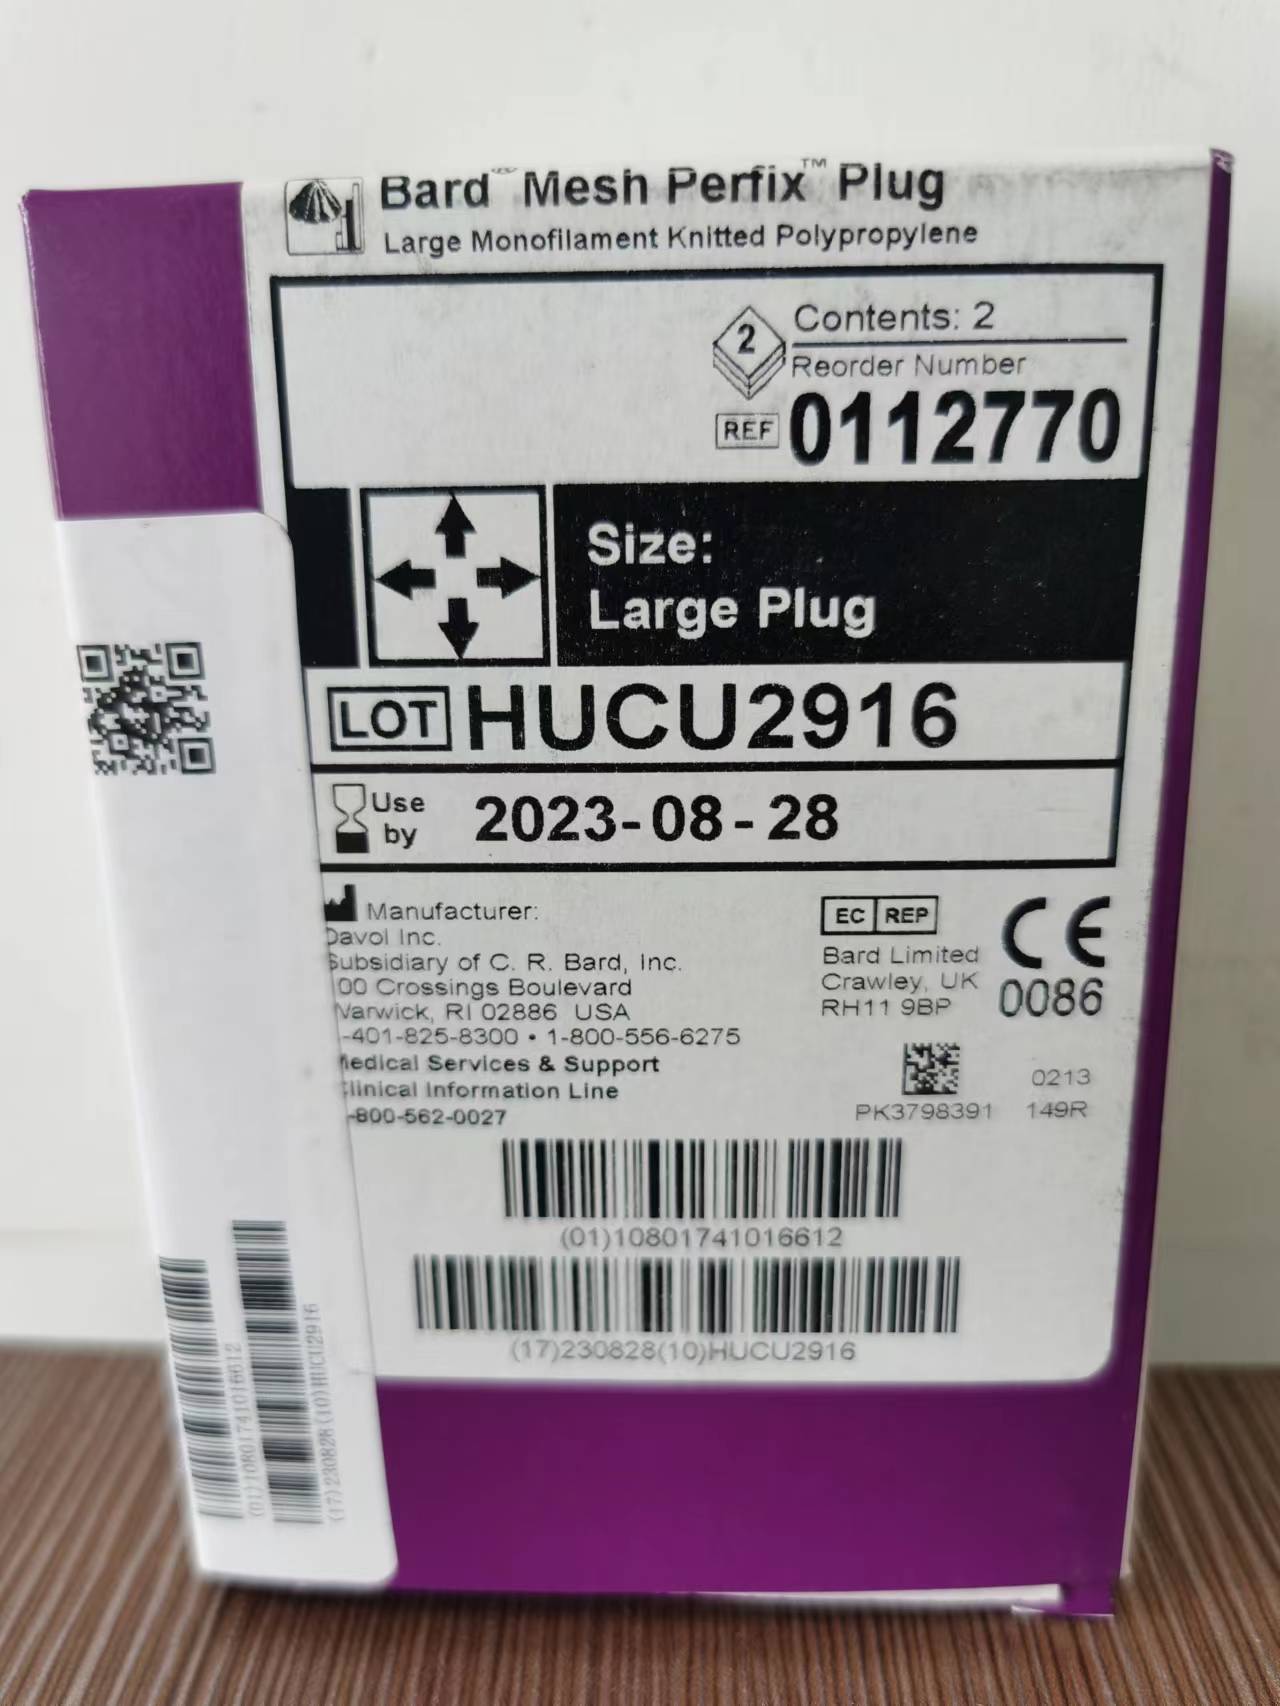 Bard® Mesh Perfix™ Plug
Large Monofilament Knitted Polypropylene
2
Contents: 2
Reorder Number
REF 0112770
Size:
Large Plug
LOT HUCU2916
Use by 2023-08-28
Manufacturer:
Davol Inc.
Subsidiary of C. R. Bard, Inc.
00 Crossings Boulevard
Warwick, RI 02886 USA
-401-825-8300 • 1-800-556-6275
Medical Services & Support
Clinical Information Line
-800-562-0027
EC REP
Bard Limited
Crawley, UK
RH11 9BP
CE
0086
PK3798391
0213
149R
(01)10801741016612
(17)230828(10)HUCU2916
(01)10801741016612
(17)230828(10)HUCU2916